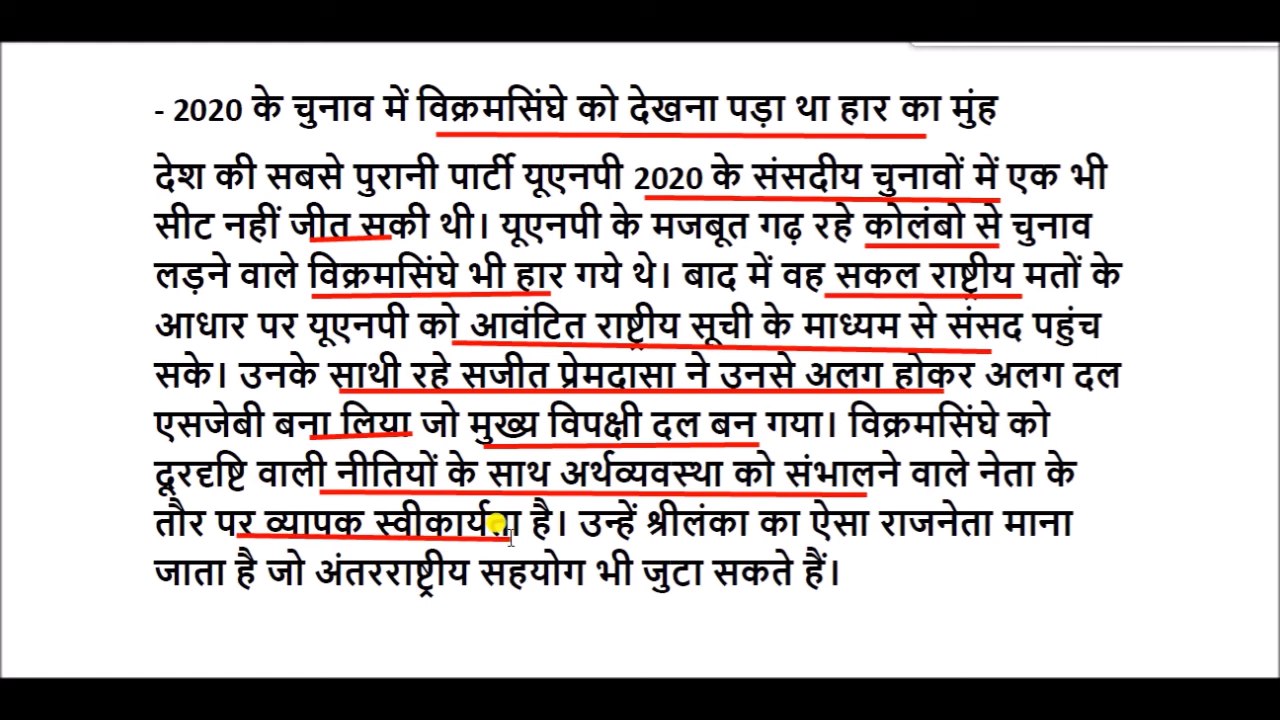 - 2020 के चुनाव में विक्रमसिंघे को देखना पड़ा था हार का मुंह
देश की सबसे पुरानी पार्टी यूएनपी 2020 के संसदीय चुनावों में एक भी
सीट नहीं जीत सकी थी। यूएनपी के मजबूत गढ़ रहे कोलंबो से चुनाव
लड़ने वाले विक्रमसिंघे भी हार गये थे। बाद में वह सकल राष्ट्रीय मतों के
आधार पर यूएनपी को आवंटित राष्ट्रीय सूची के माध्यम से संसद पहुंच
सके। उनके साथी रहे सजीत प्रेमदासा ने उनसे अलग होकर अलग दल
एसजेबी बना लिया जो मुख्य विपक्षी दल बन गया। विक्रमसिंघे को
दूरदृष्टि वाली नीतियों के साथ अर्थव्यवस्था को संभालने वाले नेता के
तौर पर व्यापक स्वीकार्यता है। उन्हें श्रीलंका का ऐसा राजनेता माना
जाता है जो अंतरराष्ट्रीय सहयोग भी जुटा सकते हैं।